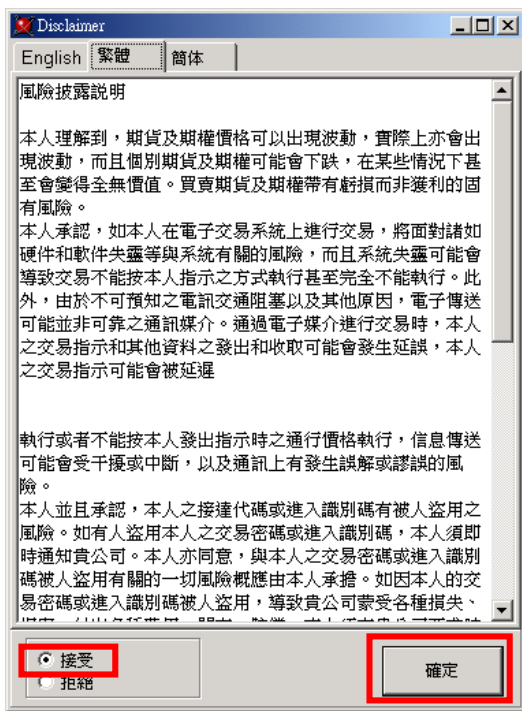 Disclaimer
English 繁體 簡体
風險披露説明
本人理解到，期貨及期權價格可以出現波動，實際上亦會出
現波動，而且個別期貨及期權可能會下跌，在某些情況下甚
至會變得全無價值。買賣期貨及期權帶有虧損而非獲利的固
有風險。
本人承認，如本人在電子交易系統上進行交易，將面對諸如
硬件和軟件失靈等與系統有關的風險，而且系統失靈可能會
導致交易不能按本人指示之方式執行甚至完全不能執行。此
外，由於不可預知之電訊交通阻塞以及其他原因，電子傳送
可能並非可靠之通訊媒介。通過電子媒介進行交易時，本人
之交易指示和其他資料之發出和收取可能會發生延誤，本人
之交易指示可能會被延遲
執行或者不能按本人發出指示時之通行價格執行，信息傳送
可能會受干擾或中斷，以及通訊上有發生誤解或謬誤的風
險。
本人並且承認，本人之接達代碼或進入識別碼有被人盜用之
風險。如有人盜用本人之交易密碼或進入識別碼，本人須即
時通知貴公司。本人亦同意，與本人之交易密碼或進入識別
碼被人盜用有關的一切風險概應由本人承擔。如因本人的交
易密碼或進入識別碼被人盜用，導致貴公司蒙受各種損失、
接受
拒絕
確定